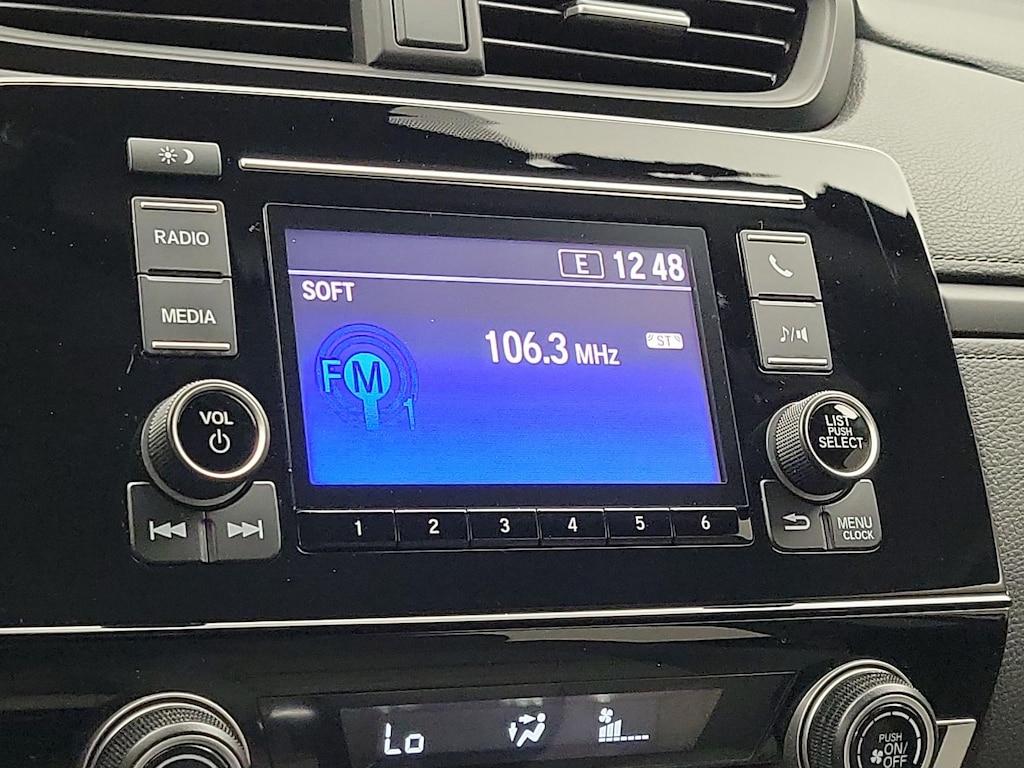 RADIO
MEDIA
VOL
E 12 48
SOFT
106.3 MHz ST
FM 1
1 2 3 4 5 6
LIST
PUSH
SELECT
MENU
CLOCK
Lo
PUSH
ON/
OFF